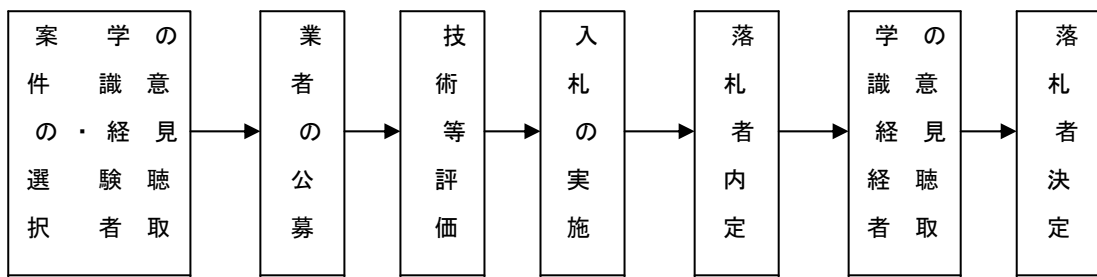 案件の選択
・学識経験者
の意見聴取
業者の公募
技術等評価
入札の実施
落札者内定
学識経経者
の意見聴取
落札者決定